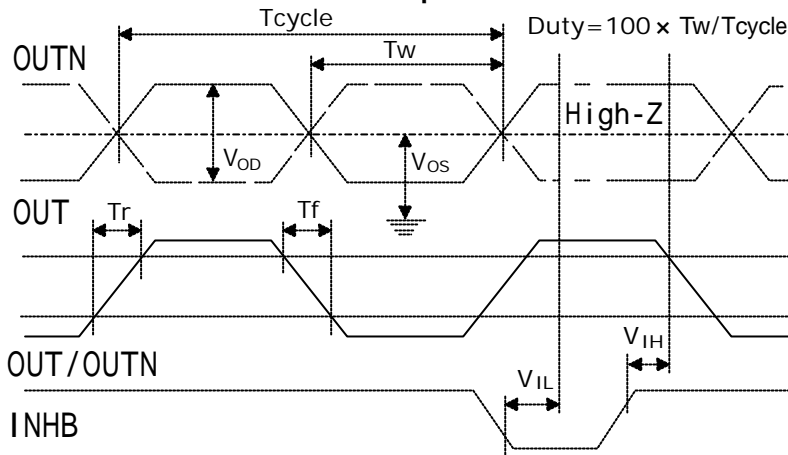 Tcycle
Duty=100 × Tw/Tcycle
Tw
OUTN
High-Z
VOD
VOS
OUT
Tr
Tf
VIH
OUT/OUTN
VIL
INHB